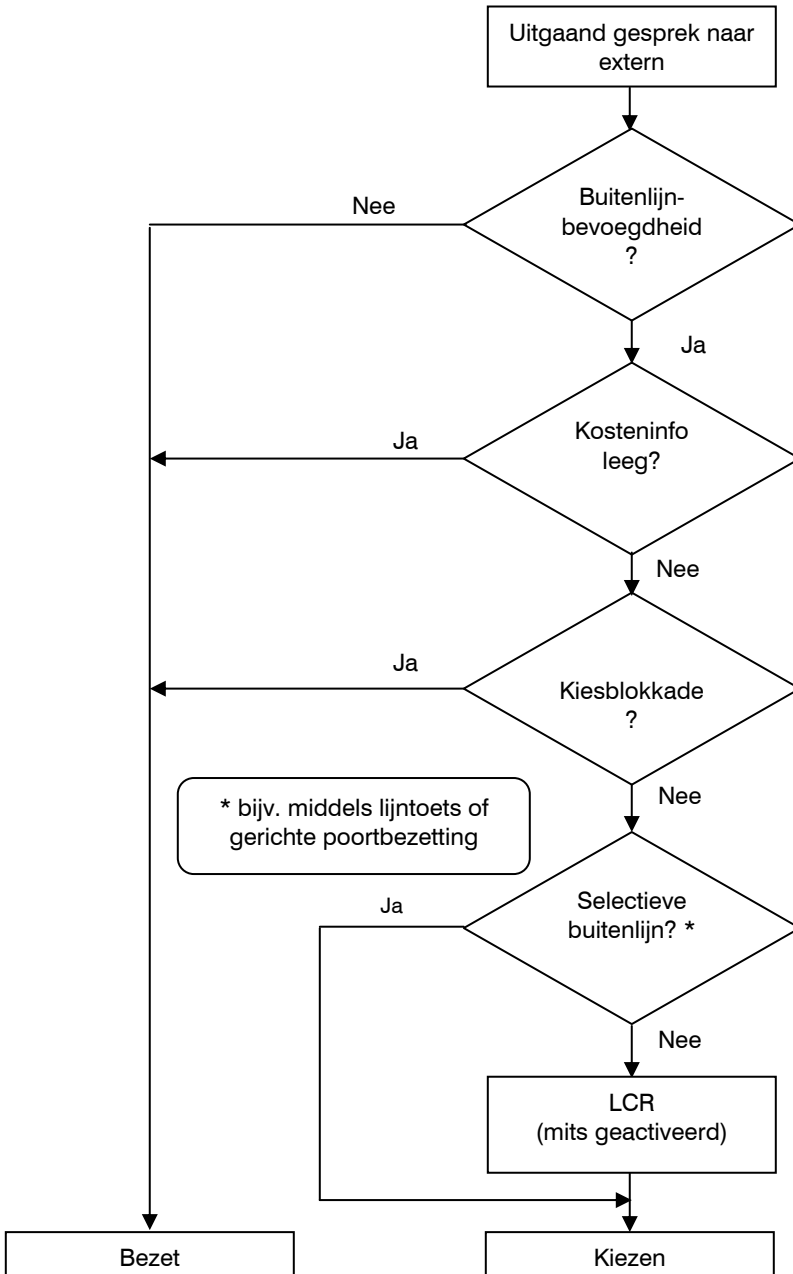 Uitgaand gesprek naar
extern
Buitenlijn-
bevoegdheid
?
Nee
Ja
Kosteninfo
leeg?
Ja
Nee
Kiesblokkade
?
Ja
Nee
* bijv. middels lijntoets of
gerichte poortbezetting
Selectieve
buitenlijn? *
Ja
Nee
LCR
(mits geactiveerd)
Bezet
Kiezen